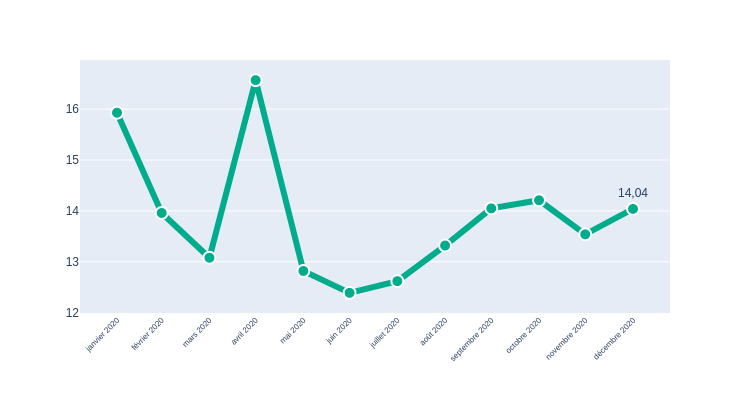 16
15
14
13
12
14,04
janvier 2020
février 2020
mars 2020
avril 2020
mai 2020
juin 2020
juillet 2020
août 2020
septembre 2020
octobre 2020
novembre 2020
décembre 2020